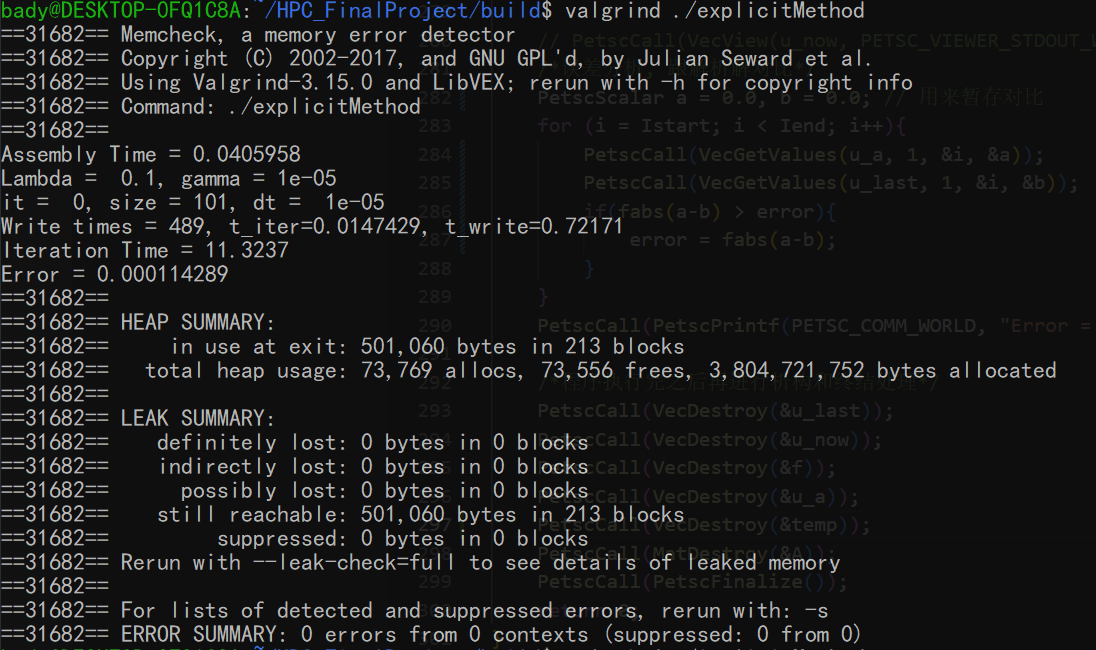 bady@DESKTOP-OFQ1C8A:~/HPC_FinalProject/build$ valgrind ./explicitMethod
==31682== Memcheck, a memory error detector
==31682== Copyright (C) 2002-2017, and GNU GPL'd, by Julian Seward et al.
==31682== Using Valgrind-3.15.0 and LibVEX; rerun with -h for copyright info
==31682== Command: ./explicitMethod
==31682==
Assembly Time = 0.0405958
Lambda =  0.1, gamma = 1e-05
it =  0, size = 101, dt =  1e-05
Write times = 489, t_iter=0.0147429, t_write=0.72171
Iteration Time = 11.3237
Error = 0.000114289
==31682==
==31682== HEAP SUMMARY:
==31682==     in use at exit: 501,060 bytes in 213 blocks
==31682==   total heap usage: 73,769 allocs, 73,556 frees, 3,804,721,752 bytes allocated
==31682==
==31682== LEAK SUMMARY:
==31682==    definitely lost: 0 bytes in 0 blocks
==31682==    indirectly lost: 0 bytes in 0 blocks
==31682==      possibly lost: 0 bytes in 0 blocks
==31682==    still reachable: 501,060 bytes in 213 blocks
==31682==         suppressed: 0 bytes in 0 blocks
==31682== Rerun with --leak-check=full to see details of leaked memory
==31682==
==31682== For lists of detected and suppressed errors, rerun with: -s
==31682== ERROR SUMMARY: 0 errors from 0 contexts (suppressed: 0 from 0)
// PetscCall(VecView(u_now, PETSC_VIEWER_STDOUT_
PetscScalar a = 0.0, b = 0.0; // 用来暂存对比
283 for (i = Istart; i < Iend; i++){
284 PetscCall(VecGetValues(u_a, 1, &i, &a));
285 PetscCall(VecGetValues(u_last, 1, &i, &b));
286 if(fabs(a-b) > error){
error = fabs(a-b);
288 }
289 }
290 PetscCall(PetscPrintf(PETSC_COMM_WORLD, "Error =
293 PetscCall(VecDestroy(&u_last));
PetscCall(VecDestroy(&u_now));
PetscCall(VecDestroy(&f));
PetscCall(VecDestroy(&u_a));
PetscCall(VecDestroy(&temp));
PetscCall(MatDestroy(&A));
299 PetscCall(PetscFinalize());